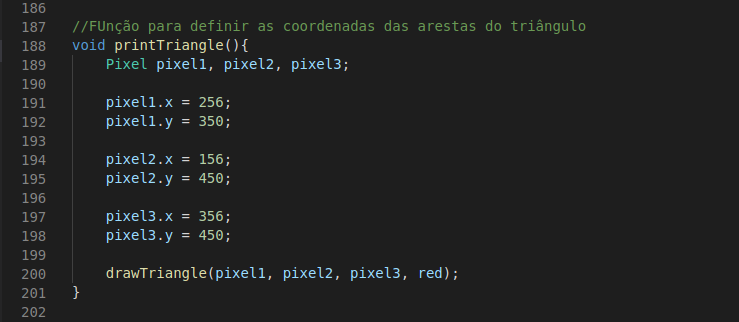 186
187 //FUnção para definir as coordenadas das arestas do triângulo
188 void printTriangle(){
189 Pixel pixel1, pixel2, pixel3;
190
191 pixel1.x = 256;
192 pixel1.y = 350;
193
194 pixel2.x = 156;
195 pixel2.y = 450;
196
197 pixel3.x = 356;
198 pixel3.y = 450;
199
200 drawTriangle(pixel1, pixel2, pixel3, red);
201 }
202